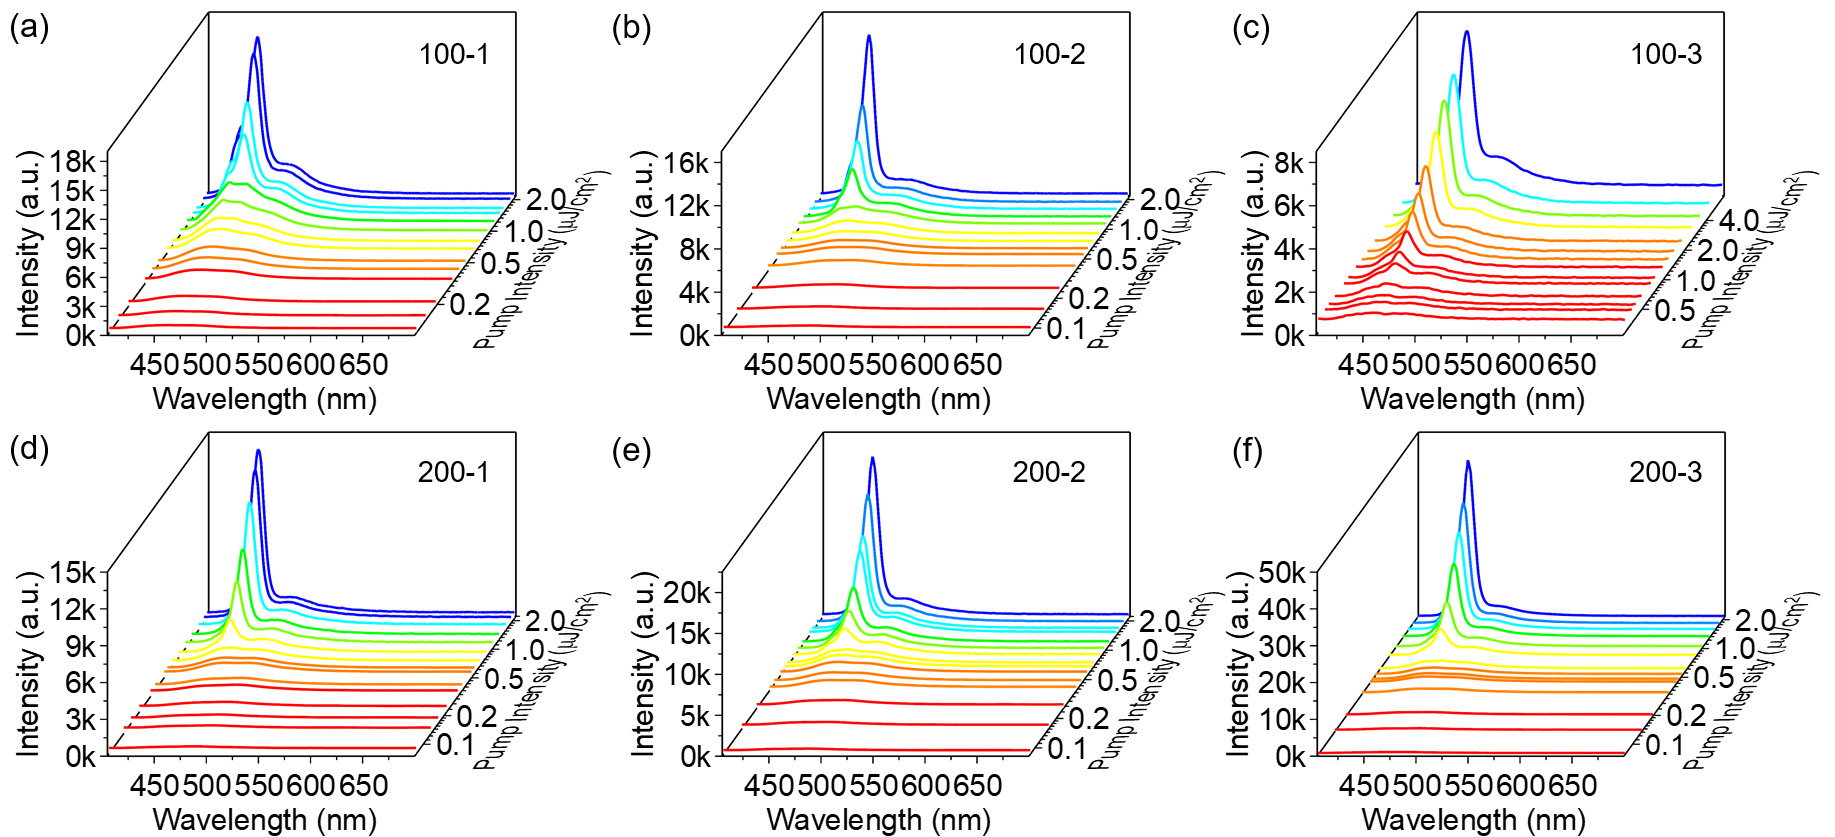 (a)
100-1
18k
15k
12k
9k
6k
3k
0k
Intensity (a.u.)
450 500 550 600 650
Wavelength (nm)
0.2
0.5
1.0
2.0
Pump Intensity (μJ/cm²)
(b)
100-2
16k
12k
8k
4k
0k
Intensity (a.u.)
450 500 550 600 650
Wavelength (nm)
0.1
0.2
0.5
1.0
2.0
Pump Intensity (μJ/cm²)
(c)
100-3
8k
6k
4k
2k
0k
Intensity (a.u.)
450 500 550 600 650
Wavelength (nm)
0.5
1.0
2.0
4.0
Pump Intensity (μJ/cm²)
(d)
200-1
15k
12k
9k
6k
3k
0k
Intensity (a.u.)
450 500 550 600 650
Wavelength (nm)
0.1
0.2
0.5
1.0
2.0
Pump Intensity (μJ/cm²)
(e)
200-2
20k
15k
10k
5k
0k
Intensity (a.u.)
450 500 550 600 650
Wavelength (nm)
0.1
0.2
0.5
1.0
2.0
Pump Intensity (μJ/cm²)
(f)
200-3
50k
40k
30k
20k
10k
0k
Intensity (a.u.)
450 500 550 600 650
Wavelength (nm)
0.1
0.2
0.5
1.0
2.0
Pump Intensity (μJ/cm²)